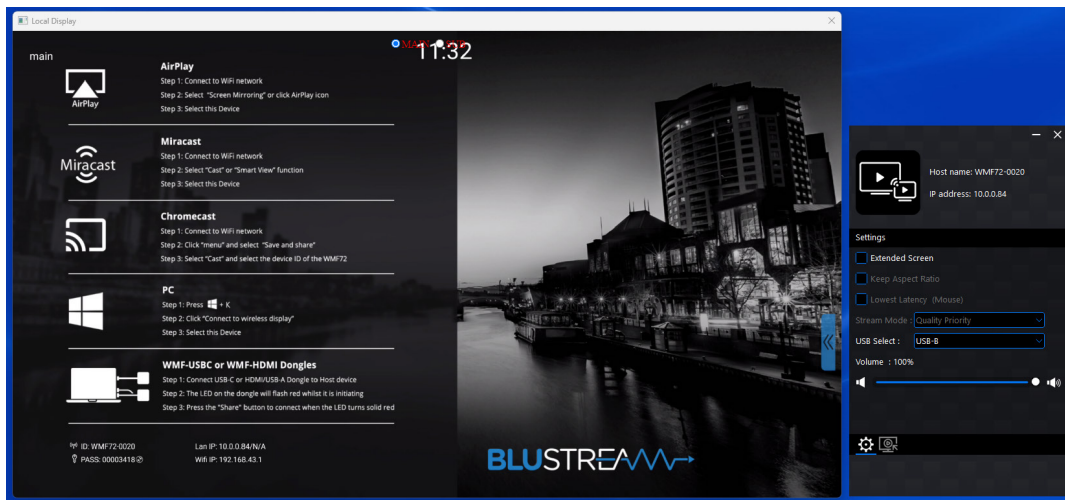 Local Display
main
MAIN
11:32
AirPlay
Step 1: Connect to WiFi network
Step 2: Select "Screen Mirroring" or click AirPlay icon
Step 3: Select this Device
AirPlay
Miracast
Step 1: Connect to WiFi network
Step 2: Select "Cast" or "Smart View" function
Step 3: Select this Device
Miracast
Chromecast
Step 1: Connect to WiFi network
Step 2: Click "menu" and select "Save and share"
Step 3: Select "Cast" and select the device ID of the WMF72
PC
Step 1: Press + K
Step 2: Click "Connect to wireless display"
Step 3: Select this Device
WMF-USBC or WMF-HDMI Dongles
Step 1: Connect USB-C or HDMI/USB-A Dongle to Host device
Step 2: The LED on the dongle will flash red whilst it is initiating
Step 3: Press the "Share" button to connect when the LED turns solid red
ID: WMF72-0020
Lan IP: 10.0.0.84/N/A
PASS: 00003418
Wifi IP: 192.168.43.1
BLUSTREAM
Host name: WMF72-0020
IP address: 10.0.0.84
Settings
Extended Screen
Keep Aspect Ratio
Lowest Latency (Mouse)
Stream Mode : Quality Priority
USB Select : USB-B
Volume : 100%